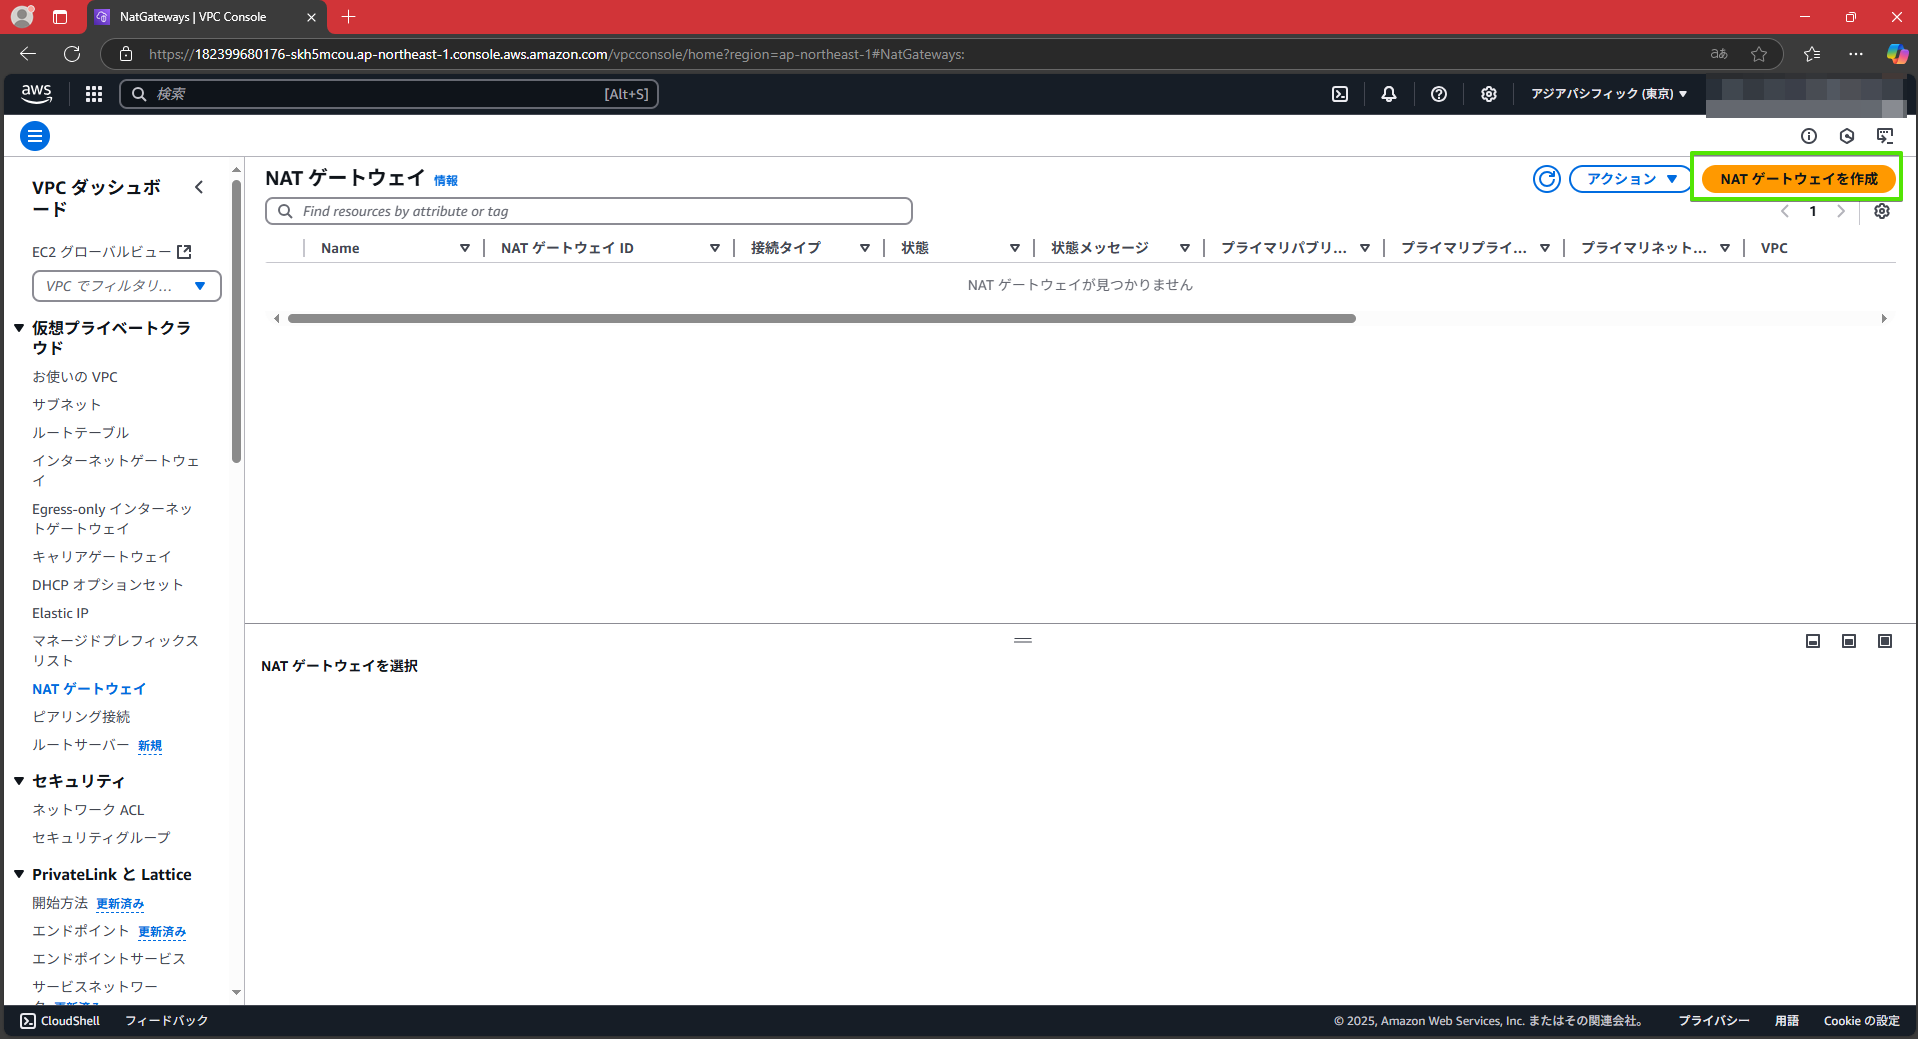 NatGateways | VPC Console
https://182399680176-skh5mcou.ap-northeast-1.console.aws.amazon.com/vpcconsole/home?region=ap-northeast-1#NatGateways:
aあ
aws
検索
[Alt+S]
アジアパシフィック (東京)
VPC ダッシュボ
ード
EC2 グローバルビュー
VPC でフィルタリ...
仮想プライベートクラ
ウド
お使いの VPC
サブネット
ルートテーブル
インターネットゲートウェ
イ
Egress-only インターネッ
トゲートウェイ
キャリアゲートウェイ
DHCP オプションセット
Elastic IP
マネージドプレフィックス
リスト
NAT ゲートウェイ
ピアリング接続
ルートサーバー 新規
セキュリティ
ネットワーク ACL
セキュリティグループ
PrivateLink と Lattice
開始方法 更新済み
エンドポイント 更新済み
エンドポイントサービス
サービスネットワー
ク 更新済み
NAT ゲートウェイ 情報
アクション
NAT ゲートウェイを作成
Find resources by attribute or tag
1
Name
NAT ゲートウェイ ID
接続タイプ
状態
状態メッセージ
プライマリパブリ...
プライマリプライ...
プライマリネット...
VPC
NAT ゲートウェイが見つかりません
NAT ゲートウェイを選択
CloudShell
フィードバック
© 2025, Amazon Web Services, Inc. またはその関連会社。
プライバシー
用語
Cookie の設定